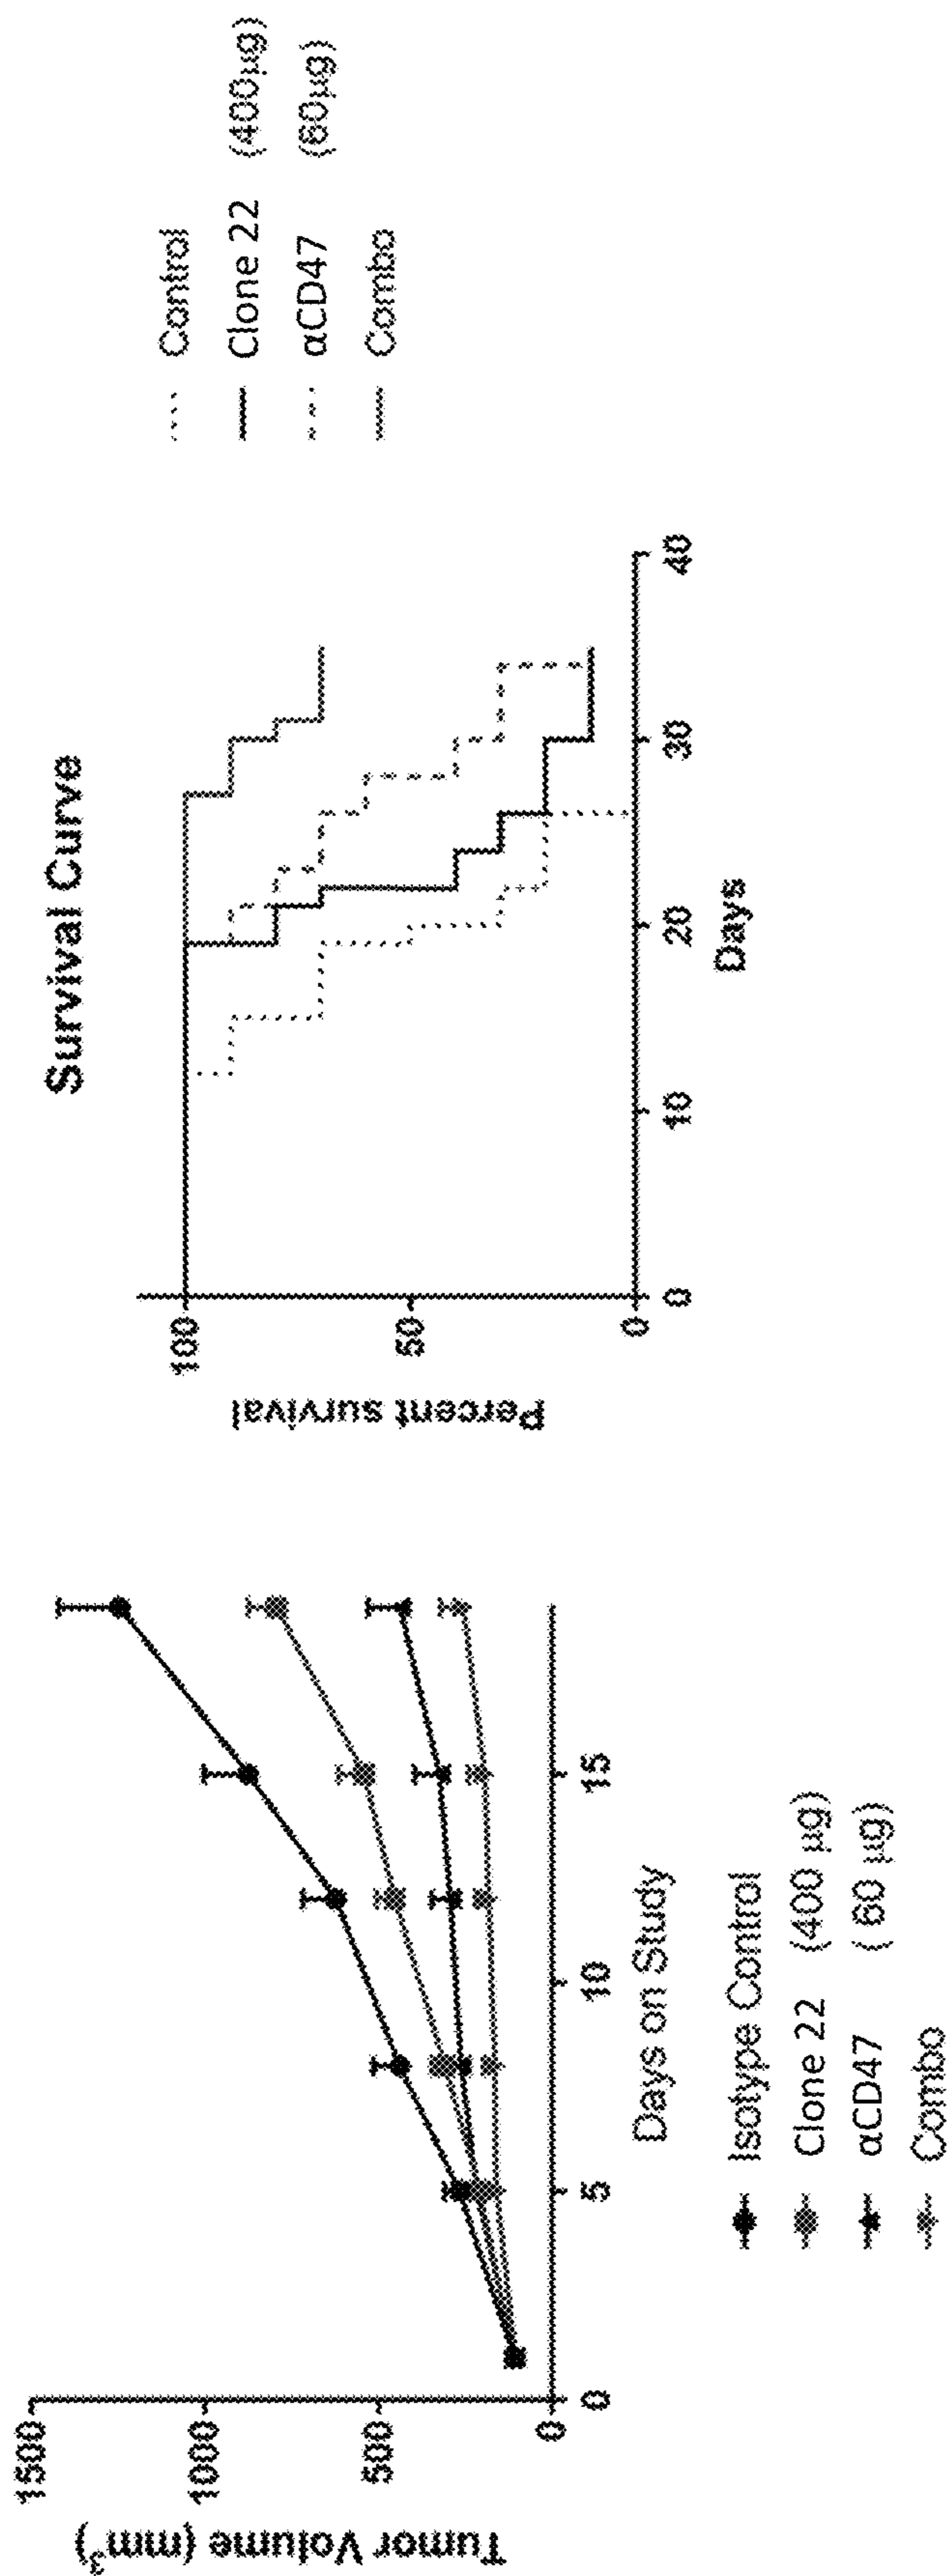 Tumor Volume (mm³)
1500
1000
500
0
0
5
10
15
Days on Study
Isotype Control
Clone 22 (400 µg)
αCD47 ( 60 µg)
Combo
Survival Curve
Percent survival
100
50
0
0
10
20
30
40
Days
Control
Clone 22 (400µg)
αCD47 (60µg)
Combo